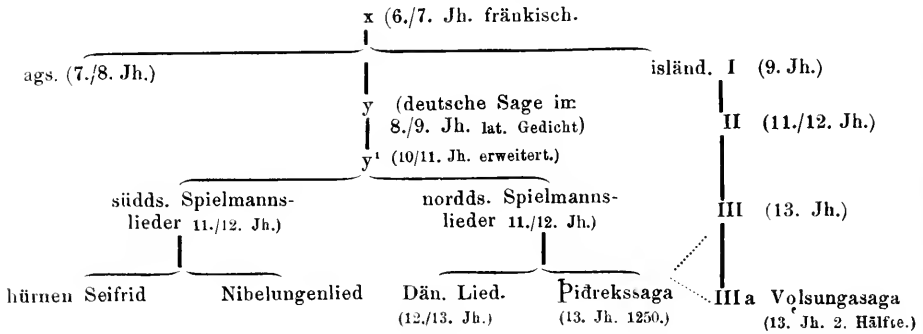 x (6./7. Jh. fränkisch.
ags. (7./8. Jh.)
isländ. I (9. Jh.)
y (deutsche Sage im
8./9. Jh. lat. Gedicht)
II (11./12. Jh.)
y¹ (10/11. Jh. erweitert.)
südds. Spielmanns-
lieder 11./12. Jh.)
nordds. Spielmanns-
lieder 11./12. Jh.)
III (13. Jh.)
hürnen Seifrid
Nibelungenlied
Dän. Lied.
(12./13. Jh.)
Þiđrekssaga
(13. Jh. 1250.)
IIIa Vǫlsungasaga
(13. Jh. 2. Hälfte.)